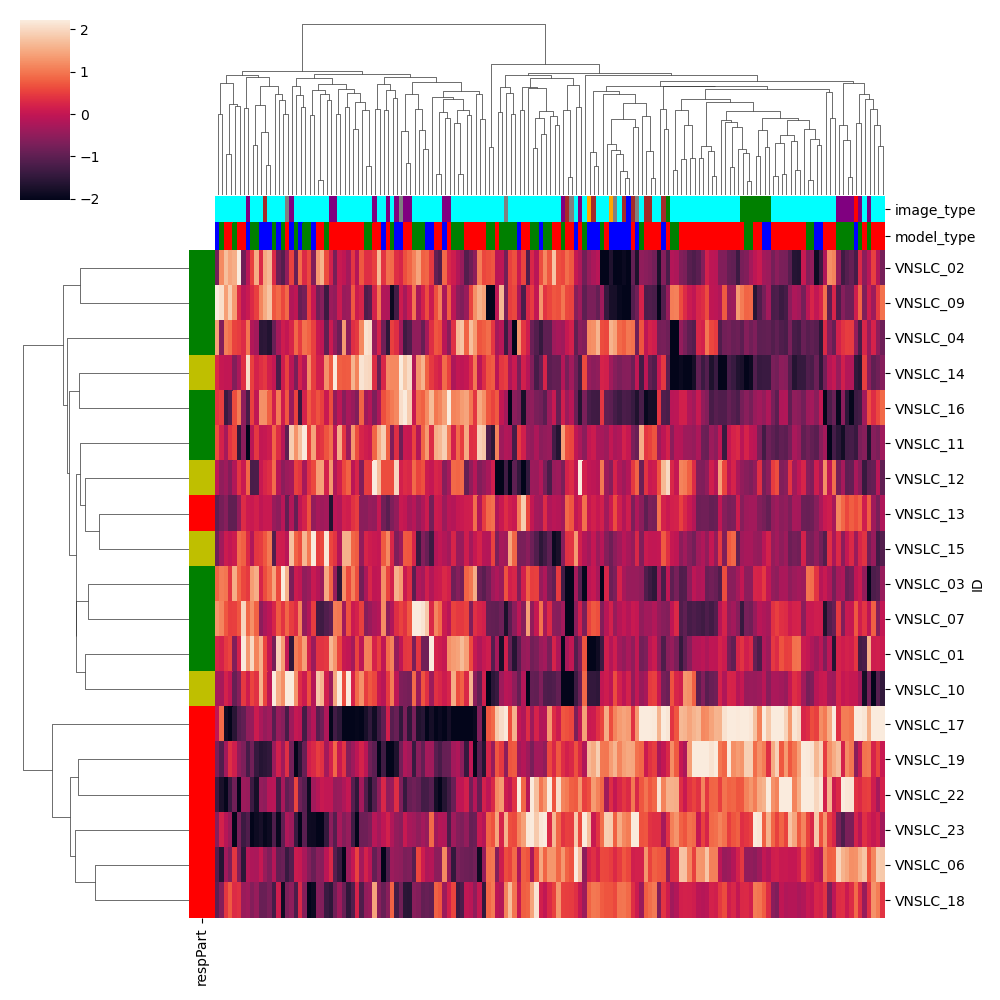 2
1
0
−1
−2
image_type
model_type
VNSLC_02
VNSLC_09
VNSLC_04
VNSLC_14
VNSLC_16
VNSLC_11
VNSLC_12
VNSLC_13
VNSLC_15
VNSLC_03
VNSLC_07
VNSLC_01
VNSLC_10
VNSLC_17
VNSLC_19
VNSLC_22
VNSLC_23
VNSLC_06
VNSLC_18
ID
respPart